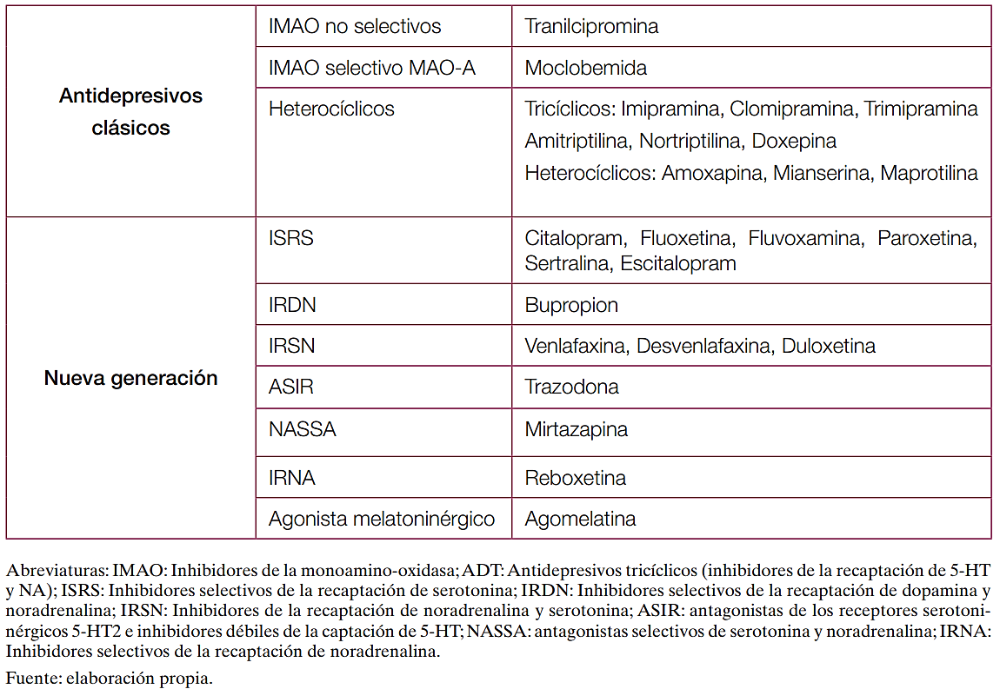 Antidepresivos
clásicos
IMAO no selectivos
Tranilcipromina
IMAO selectivo MAO-A
Moclobemida
Heterocíclicos
Tricíclicos: Imipramina, Clomipramina, Trimipramina
Amitriptilina, Nortriptilina, Doxepina
Heterocíclicos: Amoxapina, Mianserina, Maprotilina
Nueva generación
ISRS
Citalopram, Fluoxetina, Fluvoxamina, Paroxetina,
Sertralina, Escitalopram
IRDN
Bupropion
IRSN
Venlafaxina, Desvenlafaxina, Duloxetina
ASIR
Trazodona
NASSA
Mirtazapina
IRNA
Reboxetina
Agonista melatoninérgico
Agomelatina
Abreviaturas: IMAO: Inhibidores de la monoamino-oxidasa; ADT: Antidepresivos tricíclicos (inhibidores de la recaptación de 5-HT
y NA); ISRS: Inhibidores selectivos de la recaptación de serotonina; IRDN: Inhibidores selectivos de la recaptación de dopamina y
noradrenalina; IRSN: Inhibidores de la recaptación de noradrenalina y serotonina; ASIR: antagonistas de los receptores serotoni-
nérgicos 5-HT2 e inhibidores débiles de la captación de 5-HT; NASSA: antagonistas selectivos de serotonina y noradrenalina; IRNA:
Inhibidores selectivos de la recaptación de noradrenalina.
Fuente: elaboración propia.